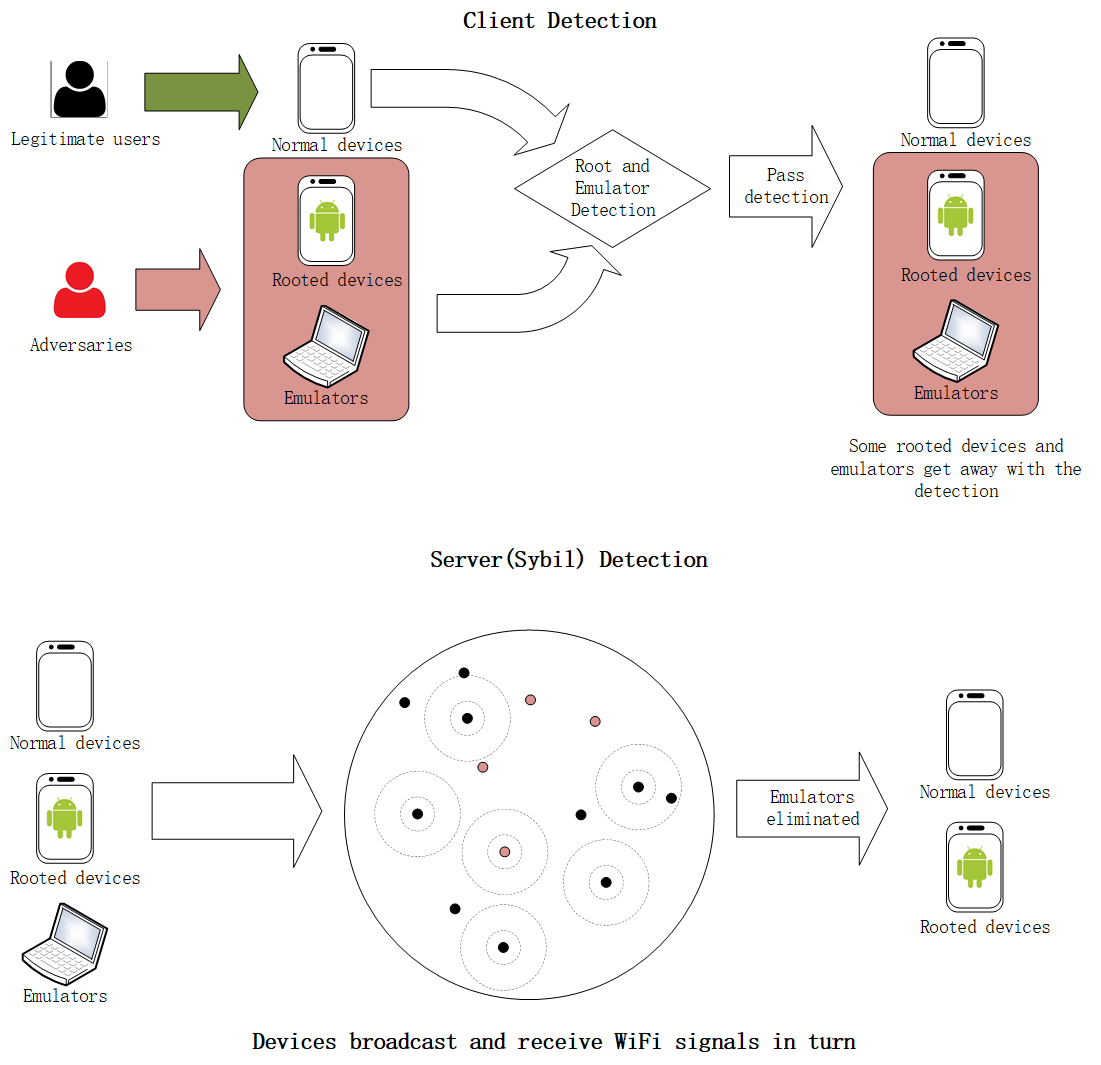 Client Detection
Legitimate users
Normal devices
Root and
Emulator
Detection
Pass
detection
Normal devices
Adversaries
Rooted devices
Emulators
Rooted devices
Emulators
Some rooted devices and
emulators get away with the
detection
Server(Sybil) Detection
Normal devices
Rooted devices
Emulators
Emulators
eliminated
Normal devices
Rooted devices
Devices broadcast and receive WiFi signals in turn